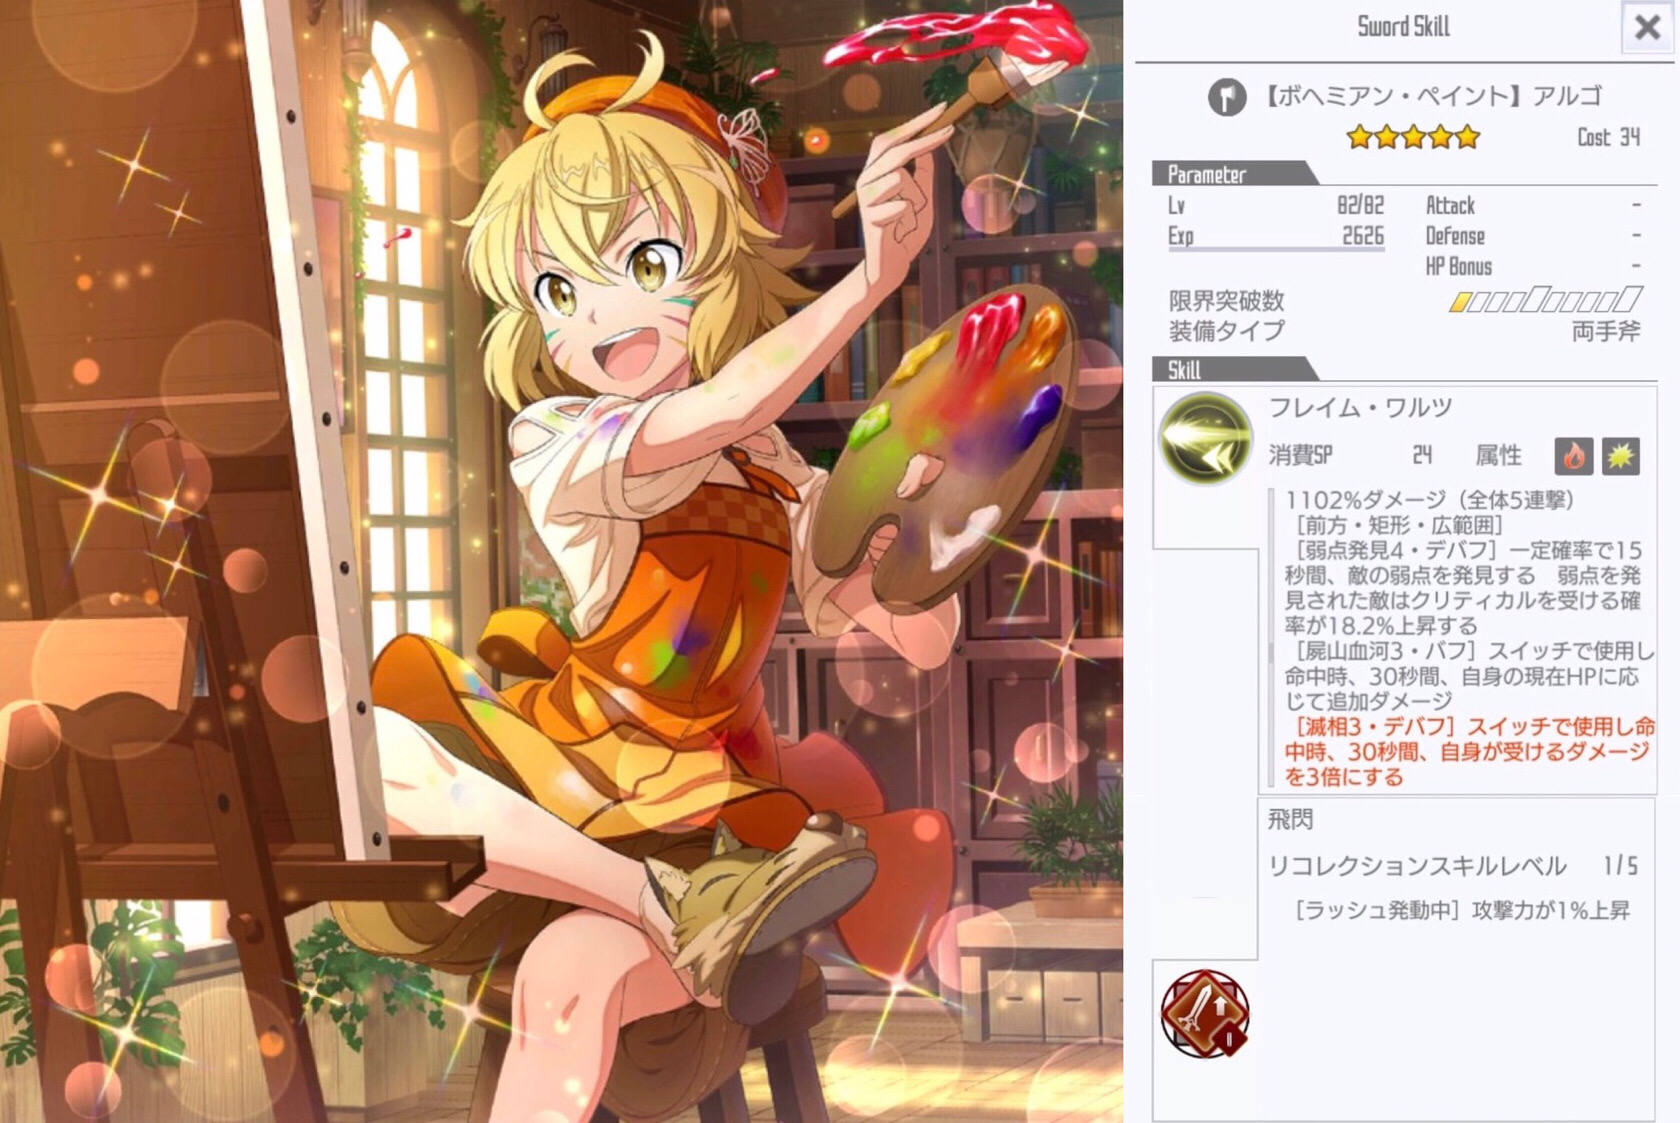 Sword Skill
【ボヘミアン・ペイント】アルゴ
Cost 34
Parameter
Lv 82/82 Attack -
Exp 2626 Defense -
HP Bonus -
限界突破数
装備タイプ 両手斧
Skill
フレイム・ワルツ
消費SP 24 属性
1102%ダメージ（全体5連撃）
［前方・矩形・広範囲］
［弱点発見4・デバフ］一定確率で15
秒間、敵の弱点を発見する　弱点を発
見された敵はクリティカルを受ける確
率が18.2%上昇する
［屍山血河3・バフ］スイッチで使用し
命中時、30秒間、自身の現在HPに応
じて追加ダメージ
［滅相3・デバフ］スイッチで使用し命
中時、30秒間、自身が受けるダメージ
を3倍にする
飛閃
リコレクションスキルレベル 1/5
［ラッシュ発動中］攻撃力が1%上昇
I